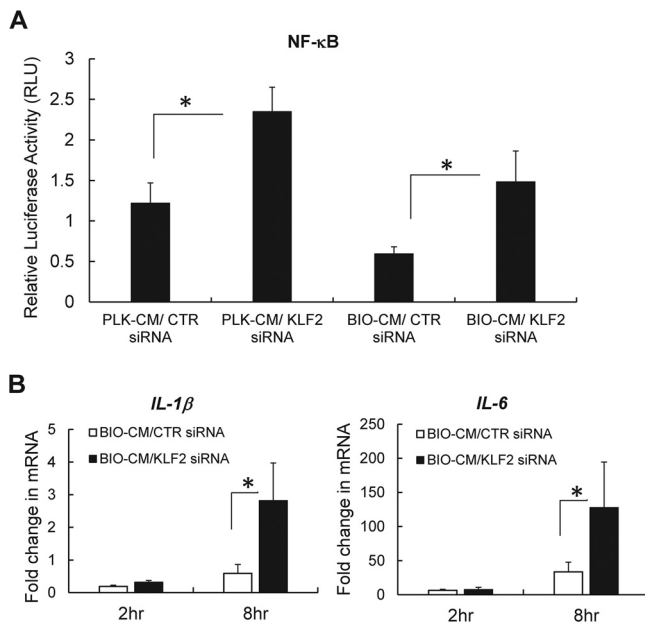 A
NF-κB
Relative Luciferase Activity (RLU)
3
2.5
2
1.5
1
0.5
0
*
*
PLK-CM/ CTR
siRNA
PLK-CM/ KLF2
siRNA
BIO-CM/ CTR
siRNA
BIO-CM/ KLF2
siRNA
B
IL-1β
Fold change in mRNA
5
4
3
2
1
0
BIO-CM/CTR siRNA
BIO-CM/KLF2 siRNA
*
2hr
8hr
IL-6
Fold change in mRNA
250
200
150
100
50
0
BIO-CM/CTR siRNA
BIO-CM/KLF2 siRNA
*
2hr
8hr